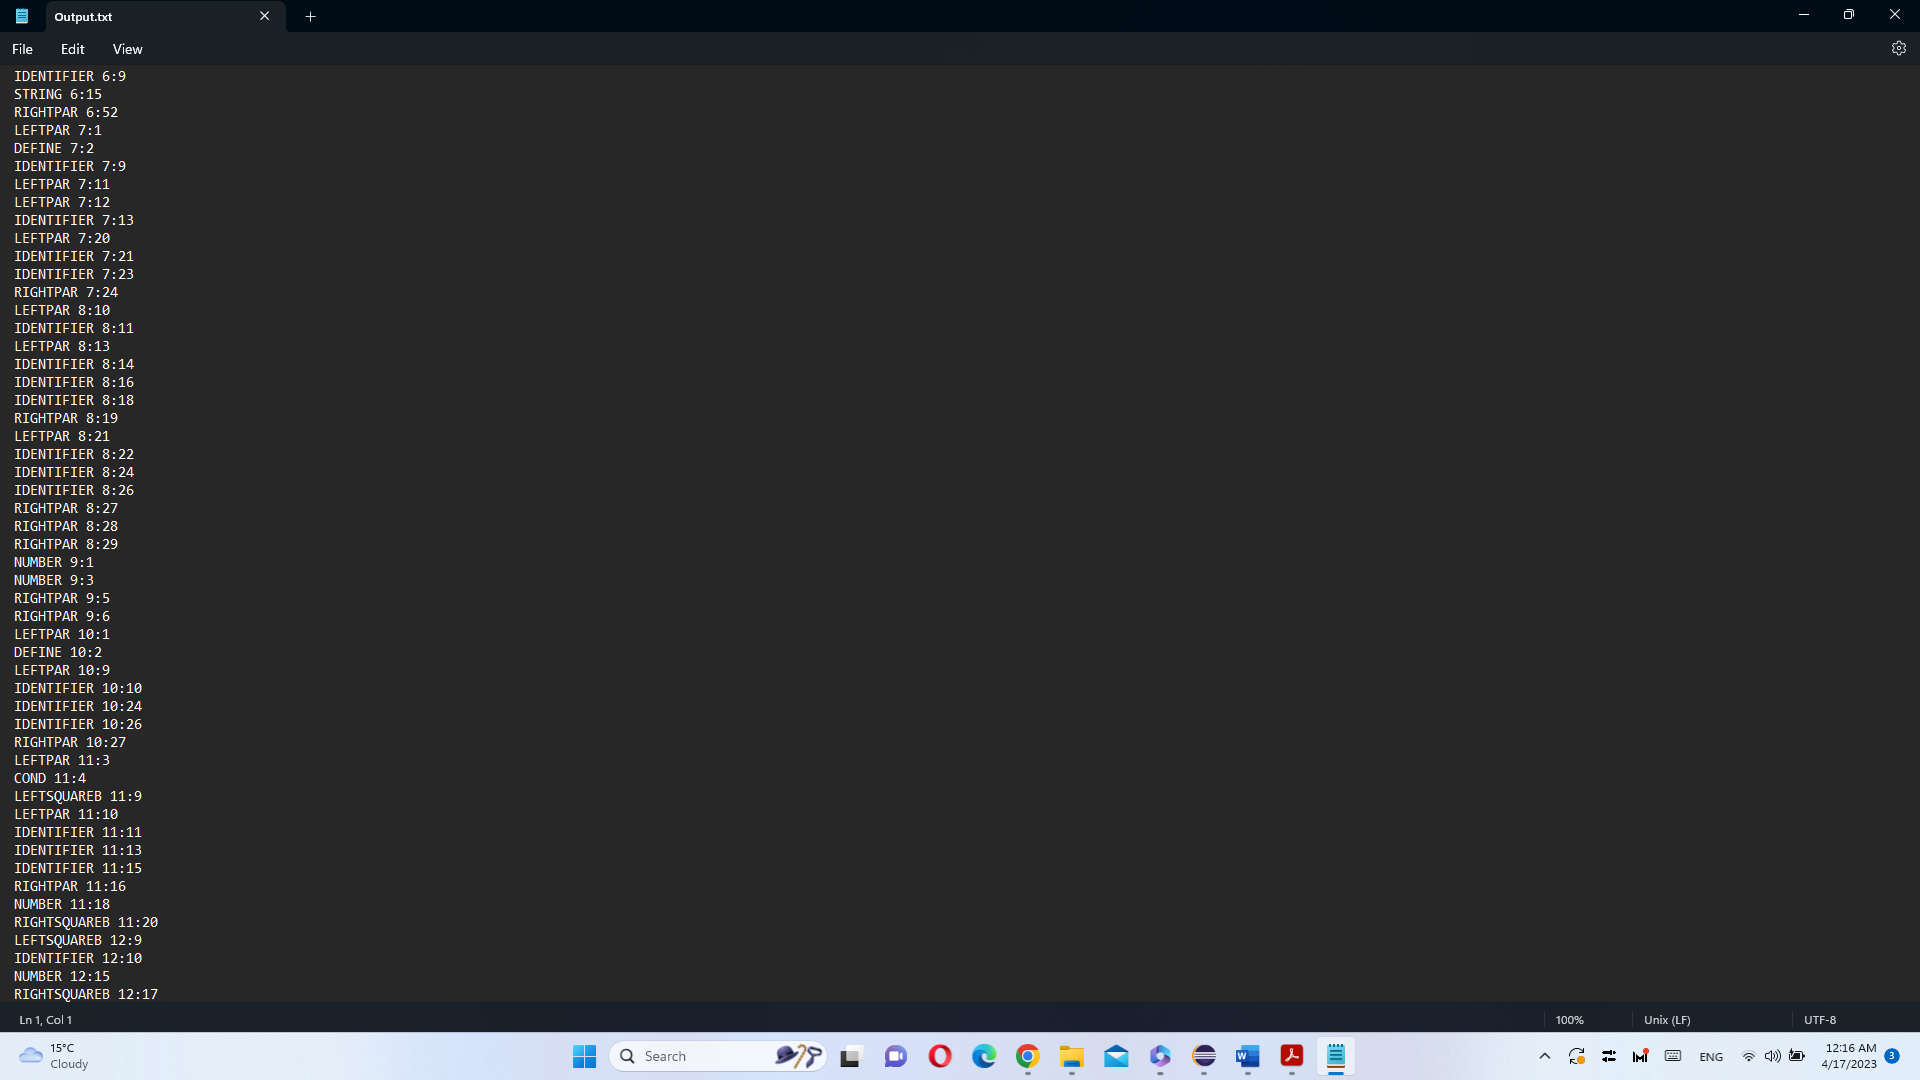 Output.txt
File Edit View
IDENTIFIER 6:9
STRING 6:15
RIGHTPAR 6:52
LEFTPAR 7:1
DEFINE 7:2
IDENTIFIER 7:9
LEFTPAR 7:11
LEFTPAR 7:12
IDENTIFIER 7:13
LEFTPAR 7:20
IDENTIFIER 7:21
IDENTIFIER 7:23
RIGHTPAR 7:24
LEFTPAR 8:10
IDENTIFIER 8:11
LEFTPAR 8:13
IDENTIFIER 8:14
IDENTIFIER 8:16
IDENTIFIER 8:18
RIGHTPAR 8:19
LEFTPAR 8:21
IDENTIFIER 8:22
IDENTIFIER 8:24
IDENTIFIER 8:26
RIGHTPAR 8:27
RIGHTPAR 8:28
RIGHTPAR 8:29
NUMBER 9:1
NUMBER 9:3
RIGHTPAR 9:5
RIGHTPAR 9:6
LEFTPAR 10:1
DEFINE 10:2
LEFTPAR 10:9
IDENTIFIER 10:10
IDENTIFIER 10:24
IDENTIFIER 10:26
RIGHTPAR 10:27
LEFTPAR 11:3
COND 11:4
LEFTSQUAREB 11:9
LEFTPAR 11:10
IDENTIFIER 11:11
IDENTIFIER 11:13
IDENTIFIER 11:15
RIGHTPAR 11:16
NUMBER 11:18
RIGHTSQUAREB 11:20
LEFTSQUAREB 12:9
IDENTIFIER 12:10
NUMBER 12:15
RIGHTSQUAREB 12:17
Ln 1, Col 1 100% Unix (LF) UTF-8
15°C
Cloudy
Search
ENG
12:16 AM
4/17/2023
3